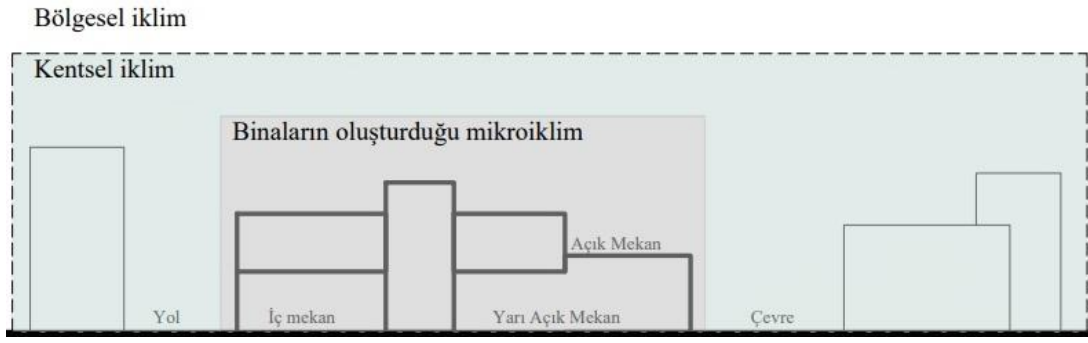 Bölgesel iklim
Kentsel iklim
Binaların oluşturduğu mikroiklim
Açık Mekan
Yol
İç mekan
Yarı Açık Mekan
Çevre